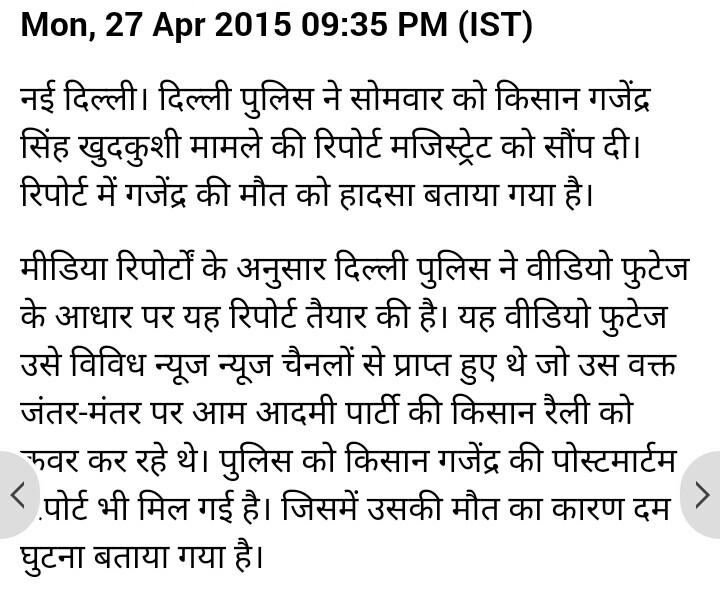 Mon, 27 Apr 2015 09:35 PM (IST)
नई दिल्ली। दिल्ली पुलिस ने सोमवार को किसान गजेंद्र
सिंह खुदकुशी मामले की रिपोर्ट मजिस्ट्रेट को सौंप दी।
रिपोर्ट में गजेंद्र की मौत को हादसा बताया गया है।
मीडिया रिपोर्टों के अनुसार दिल्ली पुलिस ने वीडियो फुटेज
के आधार पर यह रिपोर्ट तैयार की है। यह वीडियो फुटेज
उसे विविध न्यूज न्यूज चैनलों से प्राप्त हुए थे जो उस वक्त
जंतर-मंतर पर आम आदमी पार्टी की किसान रैली को
कवर कर रहे थे। पुलिस को किसान गजेंद्र की पोस्टमार्टम
पोर्ट भी मिल गई है। जिसमें उसकी मौत का कारण दम
घुटना बताया गया है।